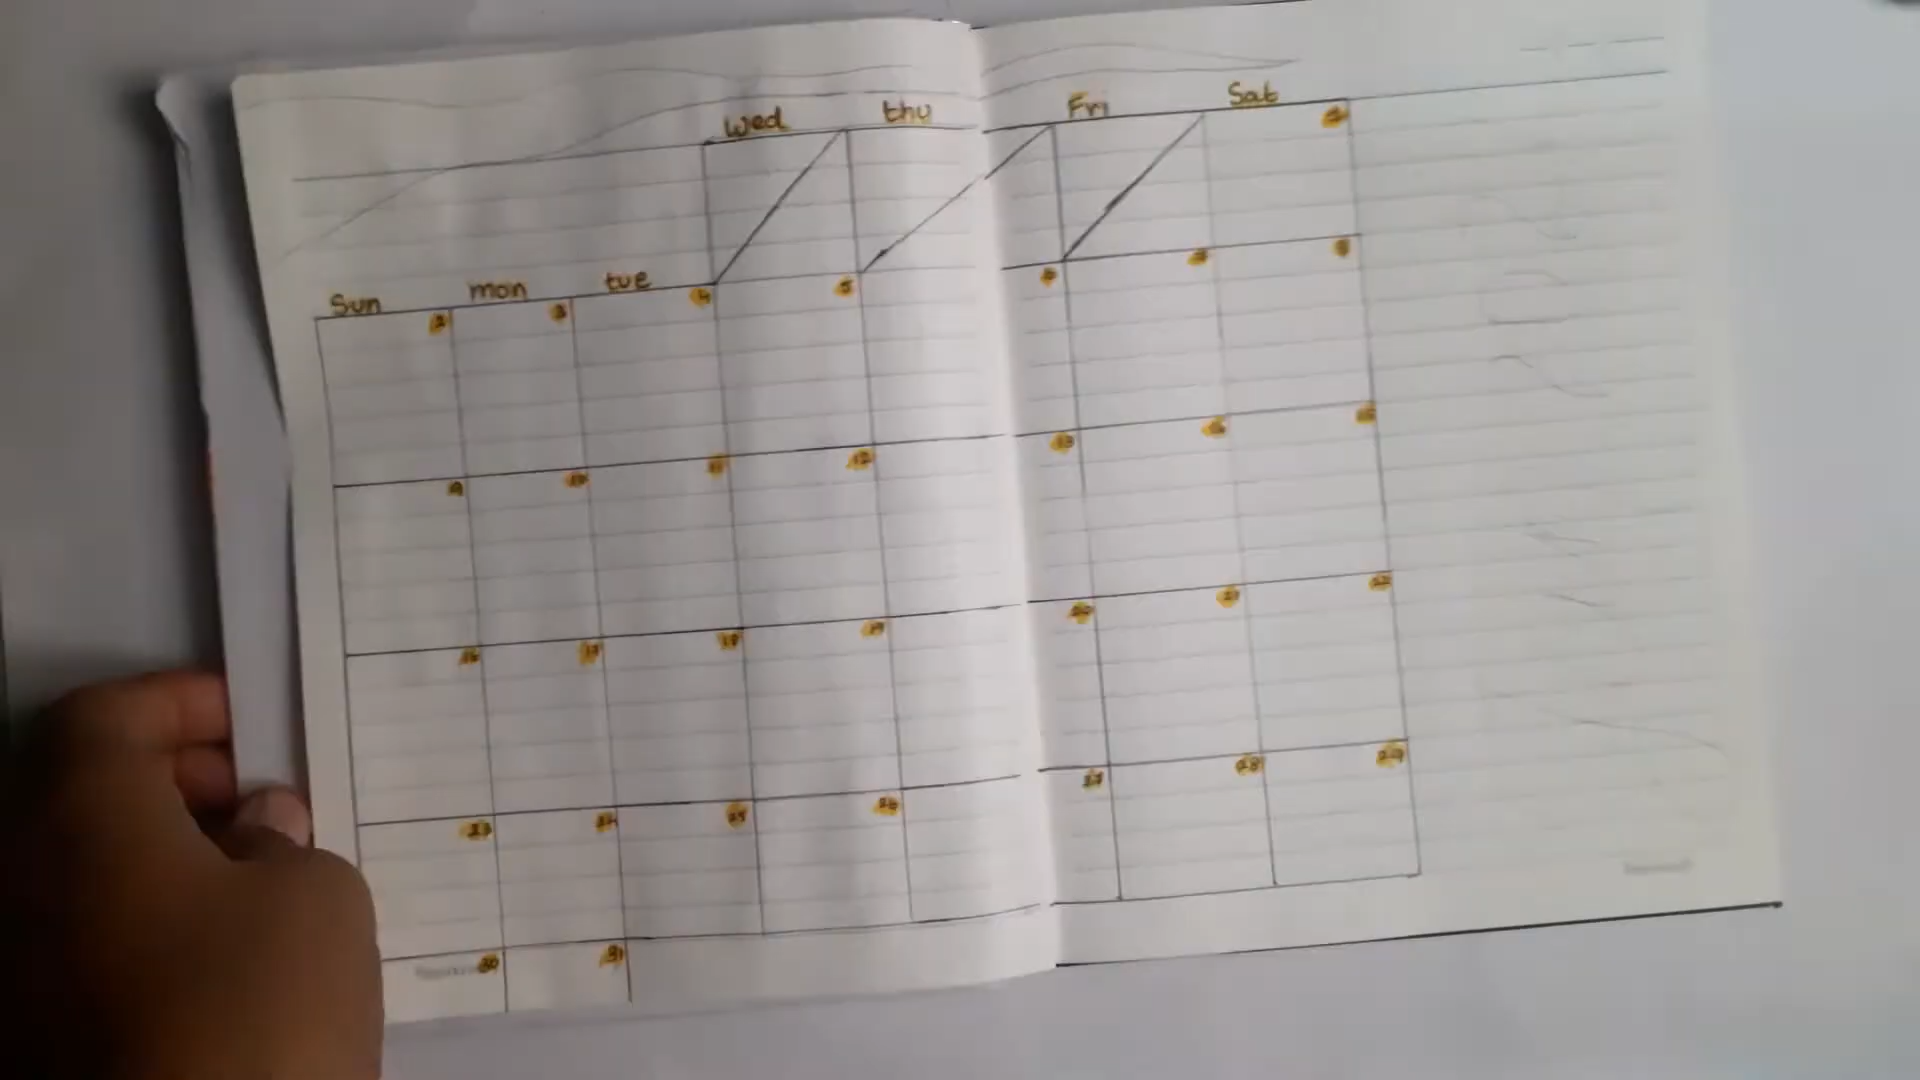 Wed thu Fri Sat
1
Sun mon tue
2 3 4 5 6 7 8
9 10 11 12 13 14 15
16 17 18 19 20 21 22
23 24 25 26 27 28 29
30 31